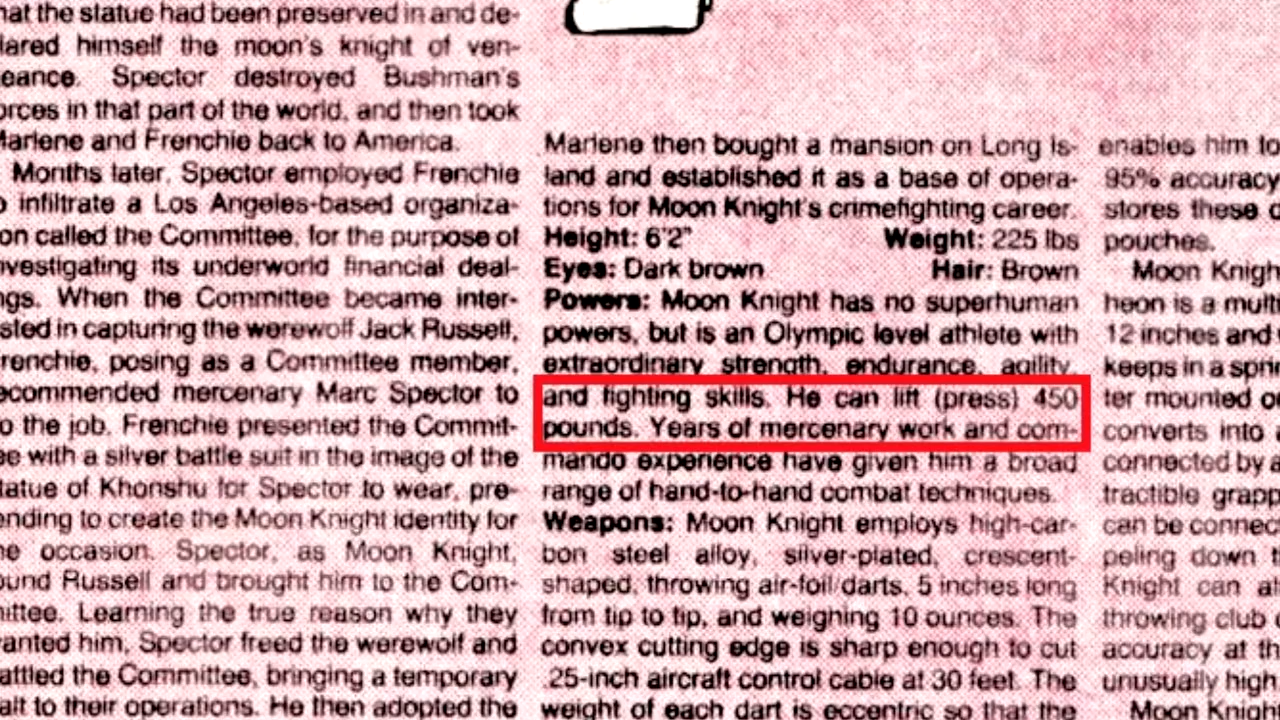 hat the statue had been preserved in and de-
lared himself the moon's knight of ven-
eance. Spector destroyed Bushman's
orces in that part of the world, and then took
Marlene and Frenchie back to America.
Months later, Spector employed Frenchie
o infiltrate a Los Angeles-based organiza-
on called the Committee, for the purpose of
nvestigating its underworld financial deal-
ngs. When the Committee became inter-
sted in capturing the werewolf Jack Russell,
renchie, posing as a Committee member,
ecommended mercenary Marc Spector to
o the job. Frenchie presented the Commit-
ee with a silver battle suit in the image of the
tatue of Khonshu for Spector to wear, pre-
ending to create the Moon Knight identity for
he occasion. Spector, as Moon Knight,
ound Russell and brought him to the Com-
mittee. Learning the true reason why they
anted him, Spector freed the werewolf and
attled the Committee, bringing a temporary
alt to their operations. He then adopted the
Marlene then bought a mansion on Long Is-
land and established it as a base of opera-
tions for Moon Knight's crimefighting career.
Height: 6'2" Weight: 225 lbs
Eyes: Dark brown Hair: Brown
Powers: Moon Knight has no superhuman
powers, but is an Olympic level athlete with
extraordinary strength, endurance, agility,
and fighting skills. He can lift (press) 450
pounds. Years of mercenary work and com-
mando experience have given him a broad
range of hand-to-hand combat techniques.
Weapons: Moon Knight employs high-car-
bon steel alloy, silver-plated, crescent-
shaped, throwing air-foil/darts, 5 inches long
from tip to tip, and weighing 10 ounces. The
convex cutting edge is sharp enough to cut
.25-inch aircraft control cable at 30 feet. The
weight of each dart is eccentric so that the
enables him to
95% accuracy
stores these d
pouches.
Moon Knigh
heon is a multi
12 inches and
keeps in a sprin
ter mounted on
converts into a
connected by a
tractible grapp
can be connec
peling down t
Knight can al
throwing club
accuracy at th
unusually high
Moon Knigh